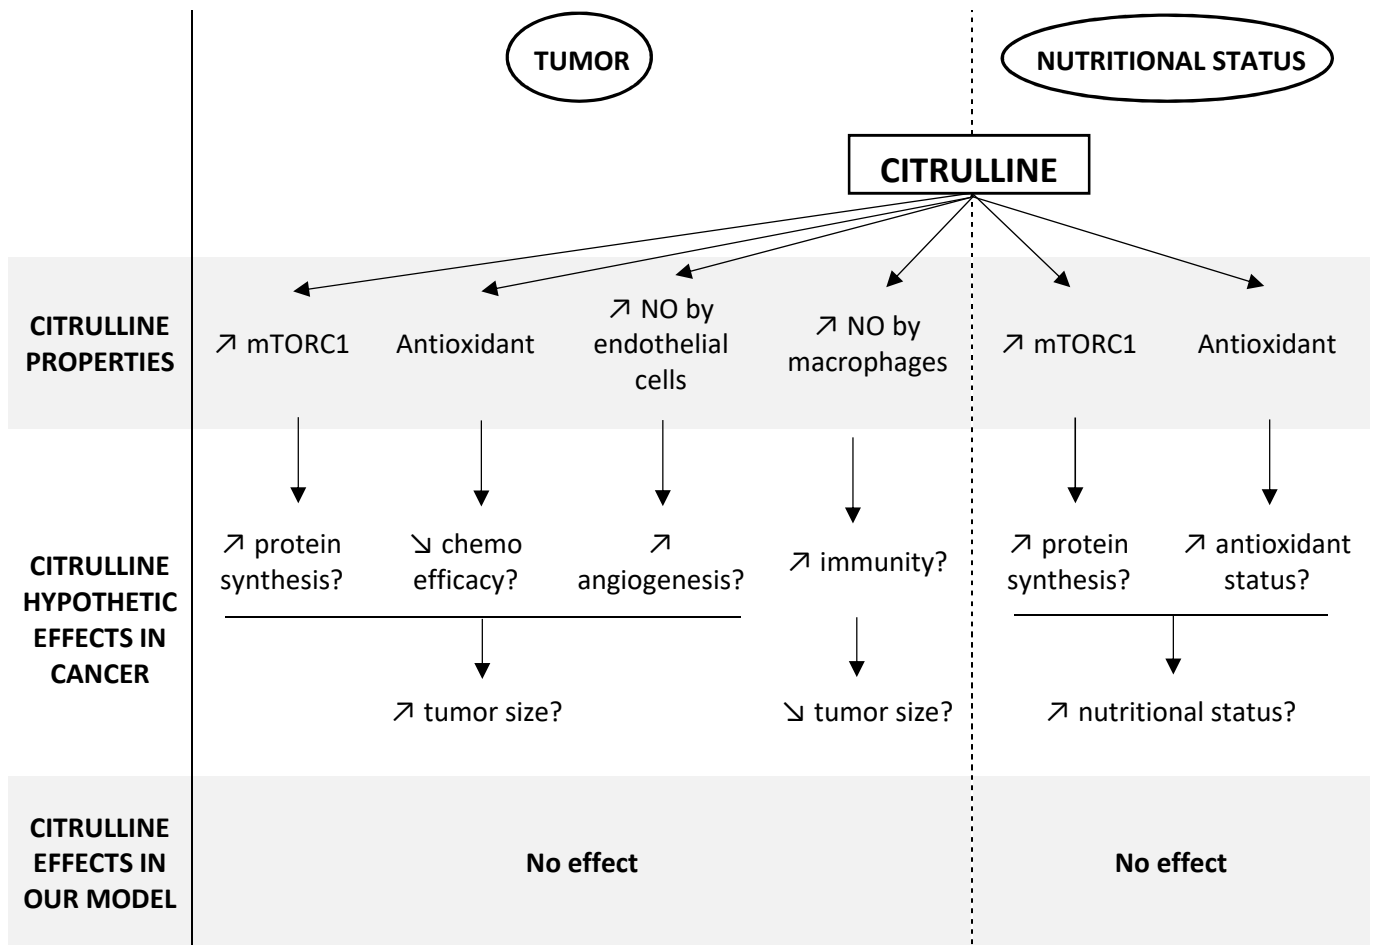 TUMOR
NUTRITIONAL STATUS
CITRULLINE
CITRULLINE
PROPERTIES
↗ mTORC1
Antioxidant
↗ NO by
endothelial
cells
↗ NO by
macrophages
↗ mTORC1
Antioxidant
CITRULLINE
HYPOTHETIC
EFFECTS IN
CANCER
↗ protein
synthesis?
↘ chemo
efficacy?
↗
angiogenesis?
↗ immunity?
↗ protein
synthesis?
↗ antioxidant
status?
↗ tumor size?
↘ tumor size?
↗ nutritional status?
CITRULLINE
EFFECTS IN
OUR MODEL
No effect
No effect